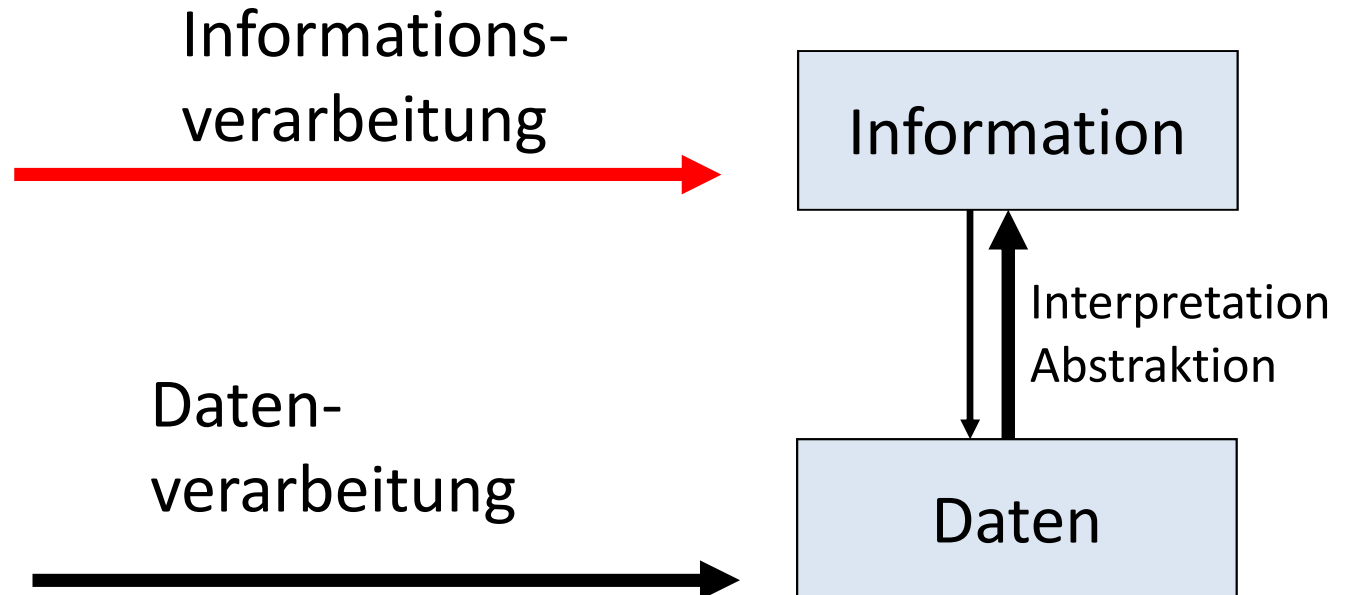 Informations-
verarbeitung
Information
Interpretation
Abstraktion
Daten-
verarbeitung
Daten